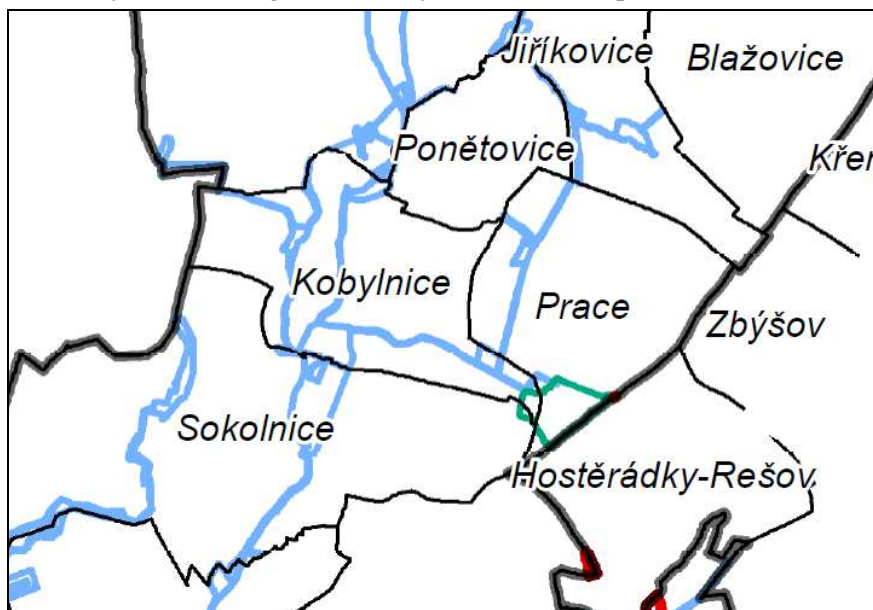 Jiříkovice
Blažovice
Ponětovice
Kobylnice
Prace
Zbýšov
Sokolnice
Hostěrádky-Rešov